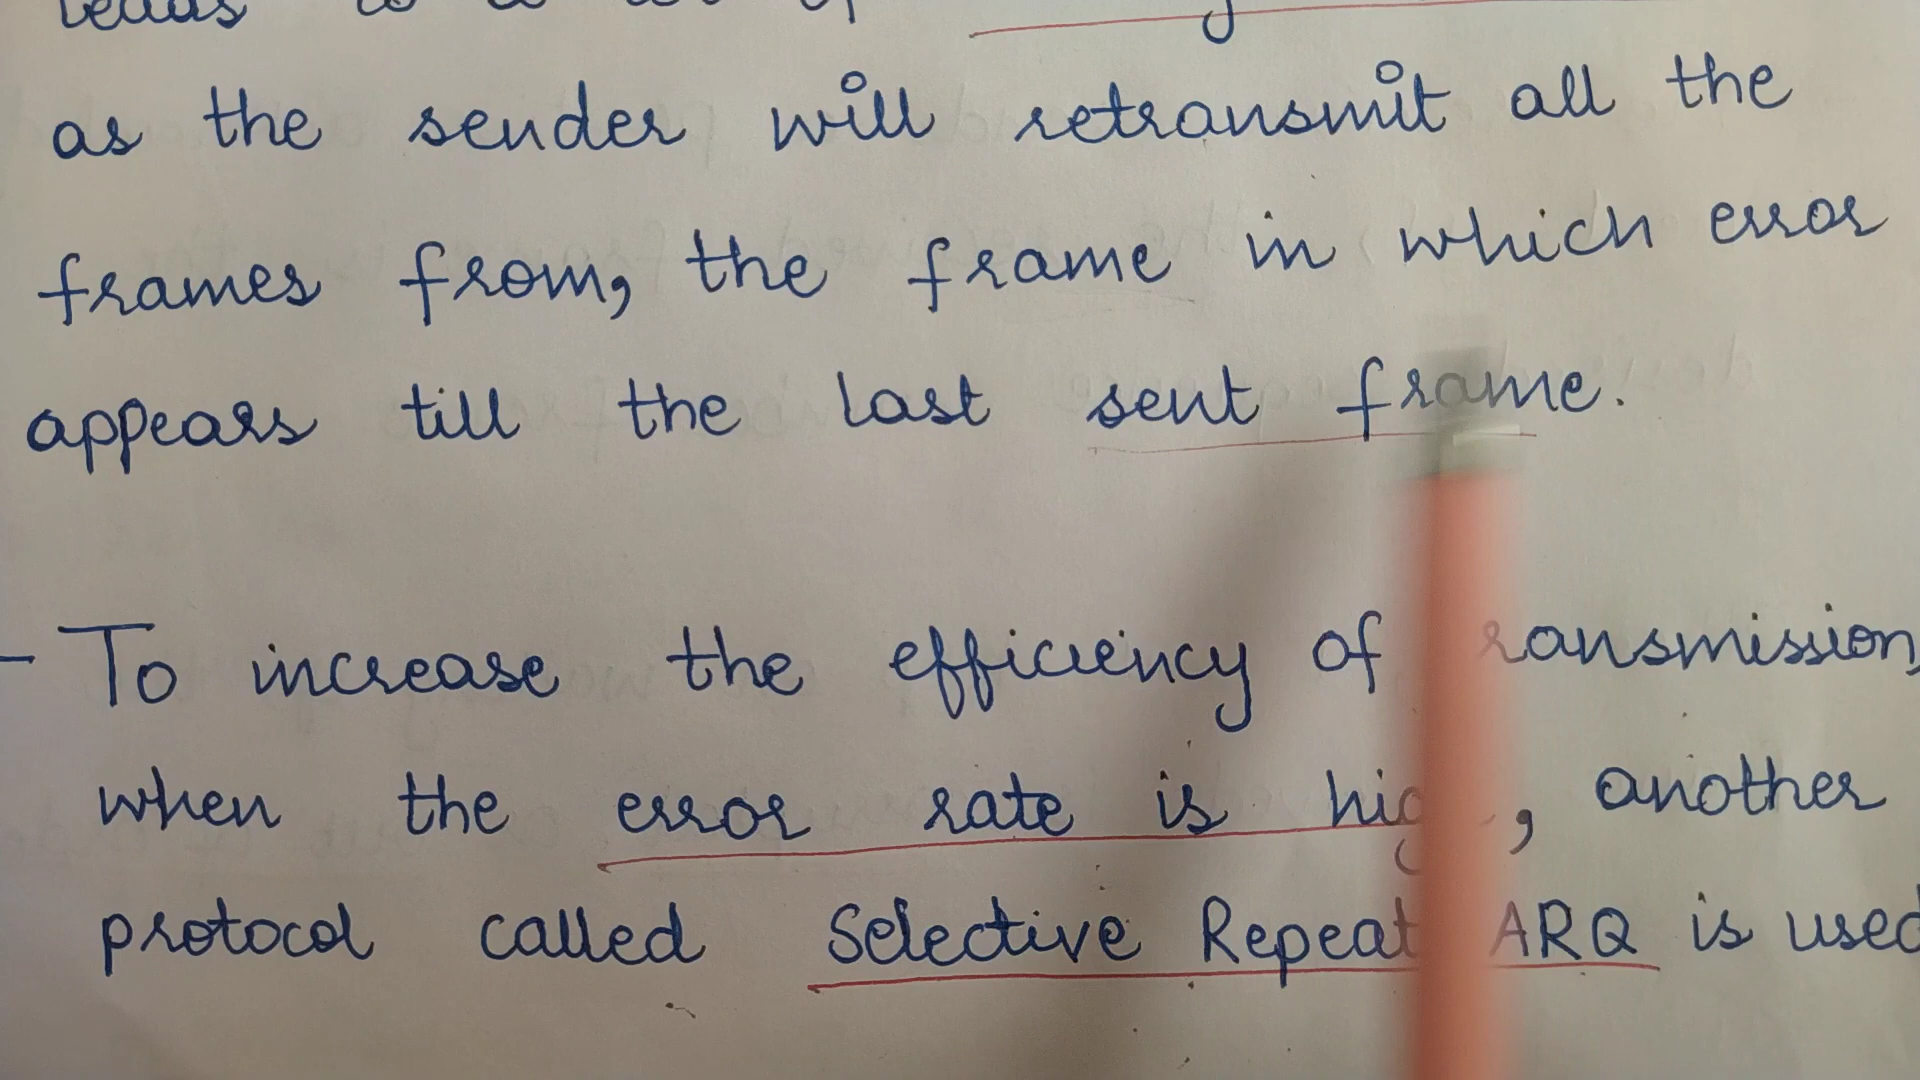 as the sender will retransmit all the
frames from, the frame in which error
appears till the last sent frame.
- To increase the efficiency of
when the error rate is , another
protocol called Selective Repeat ARQ is used